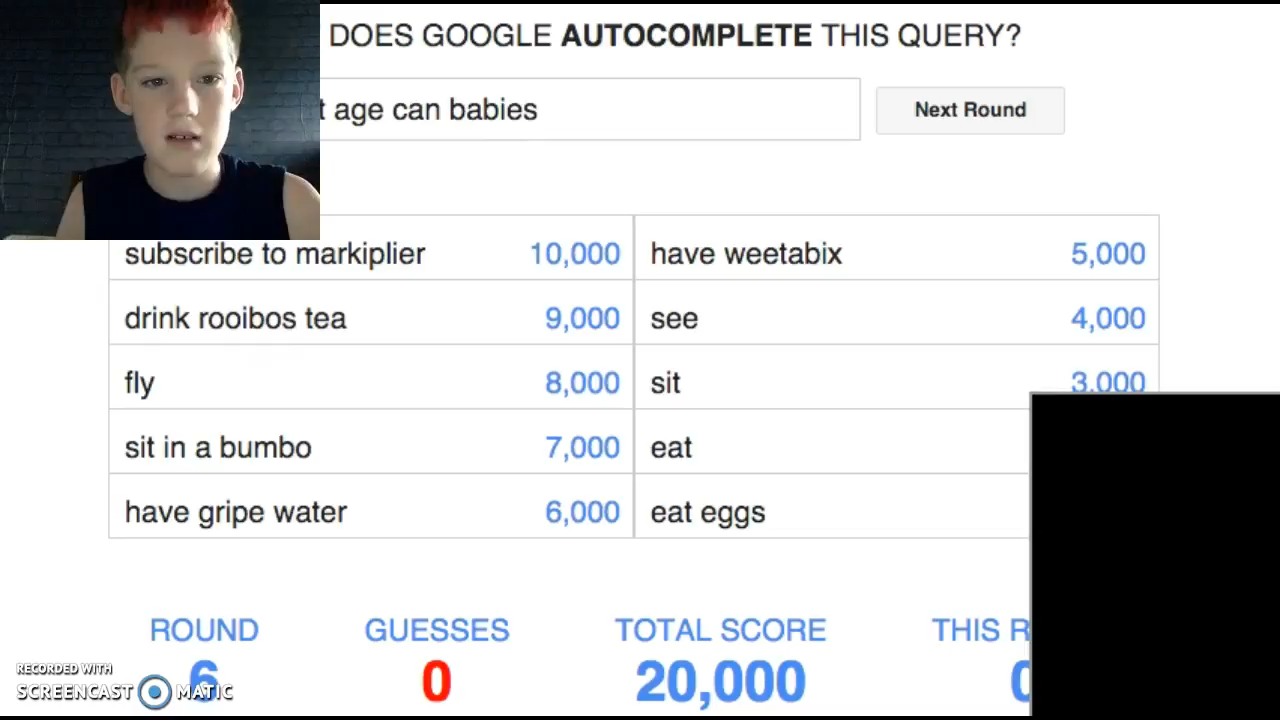 DOES GOOGLE AUTOCOMPLETE THIS QUERY?
age can babies
Next Round
subscribe to markiplier 10,000 have weetabix 5,000
drink rooibos tea 9,000 see 4,000
fly 8,000 sit 3,000
sit in a bumbo 7,000 eat
have gripe water 6,000 eat eggs
ROUND GUESSES TOTAL SCORE THIS
6 0 20,000
RECORDED WITH
SCREENCAST MATIC